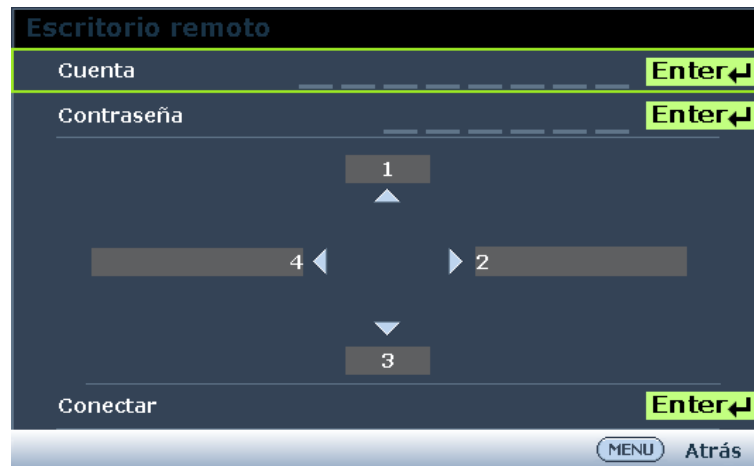 Escritorio remoto
Cuenta Enter
Contraseña Enter
1
4 2
3
Conectar Enter
MENU Atrás